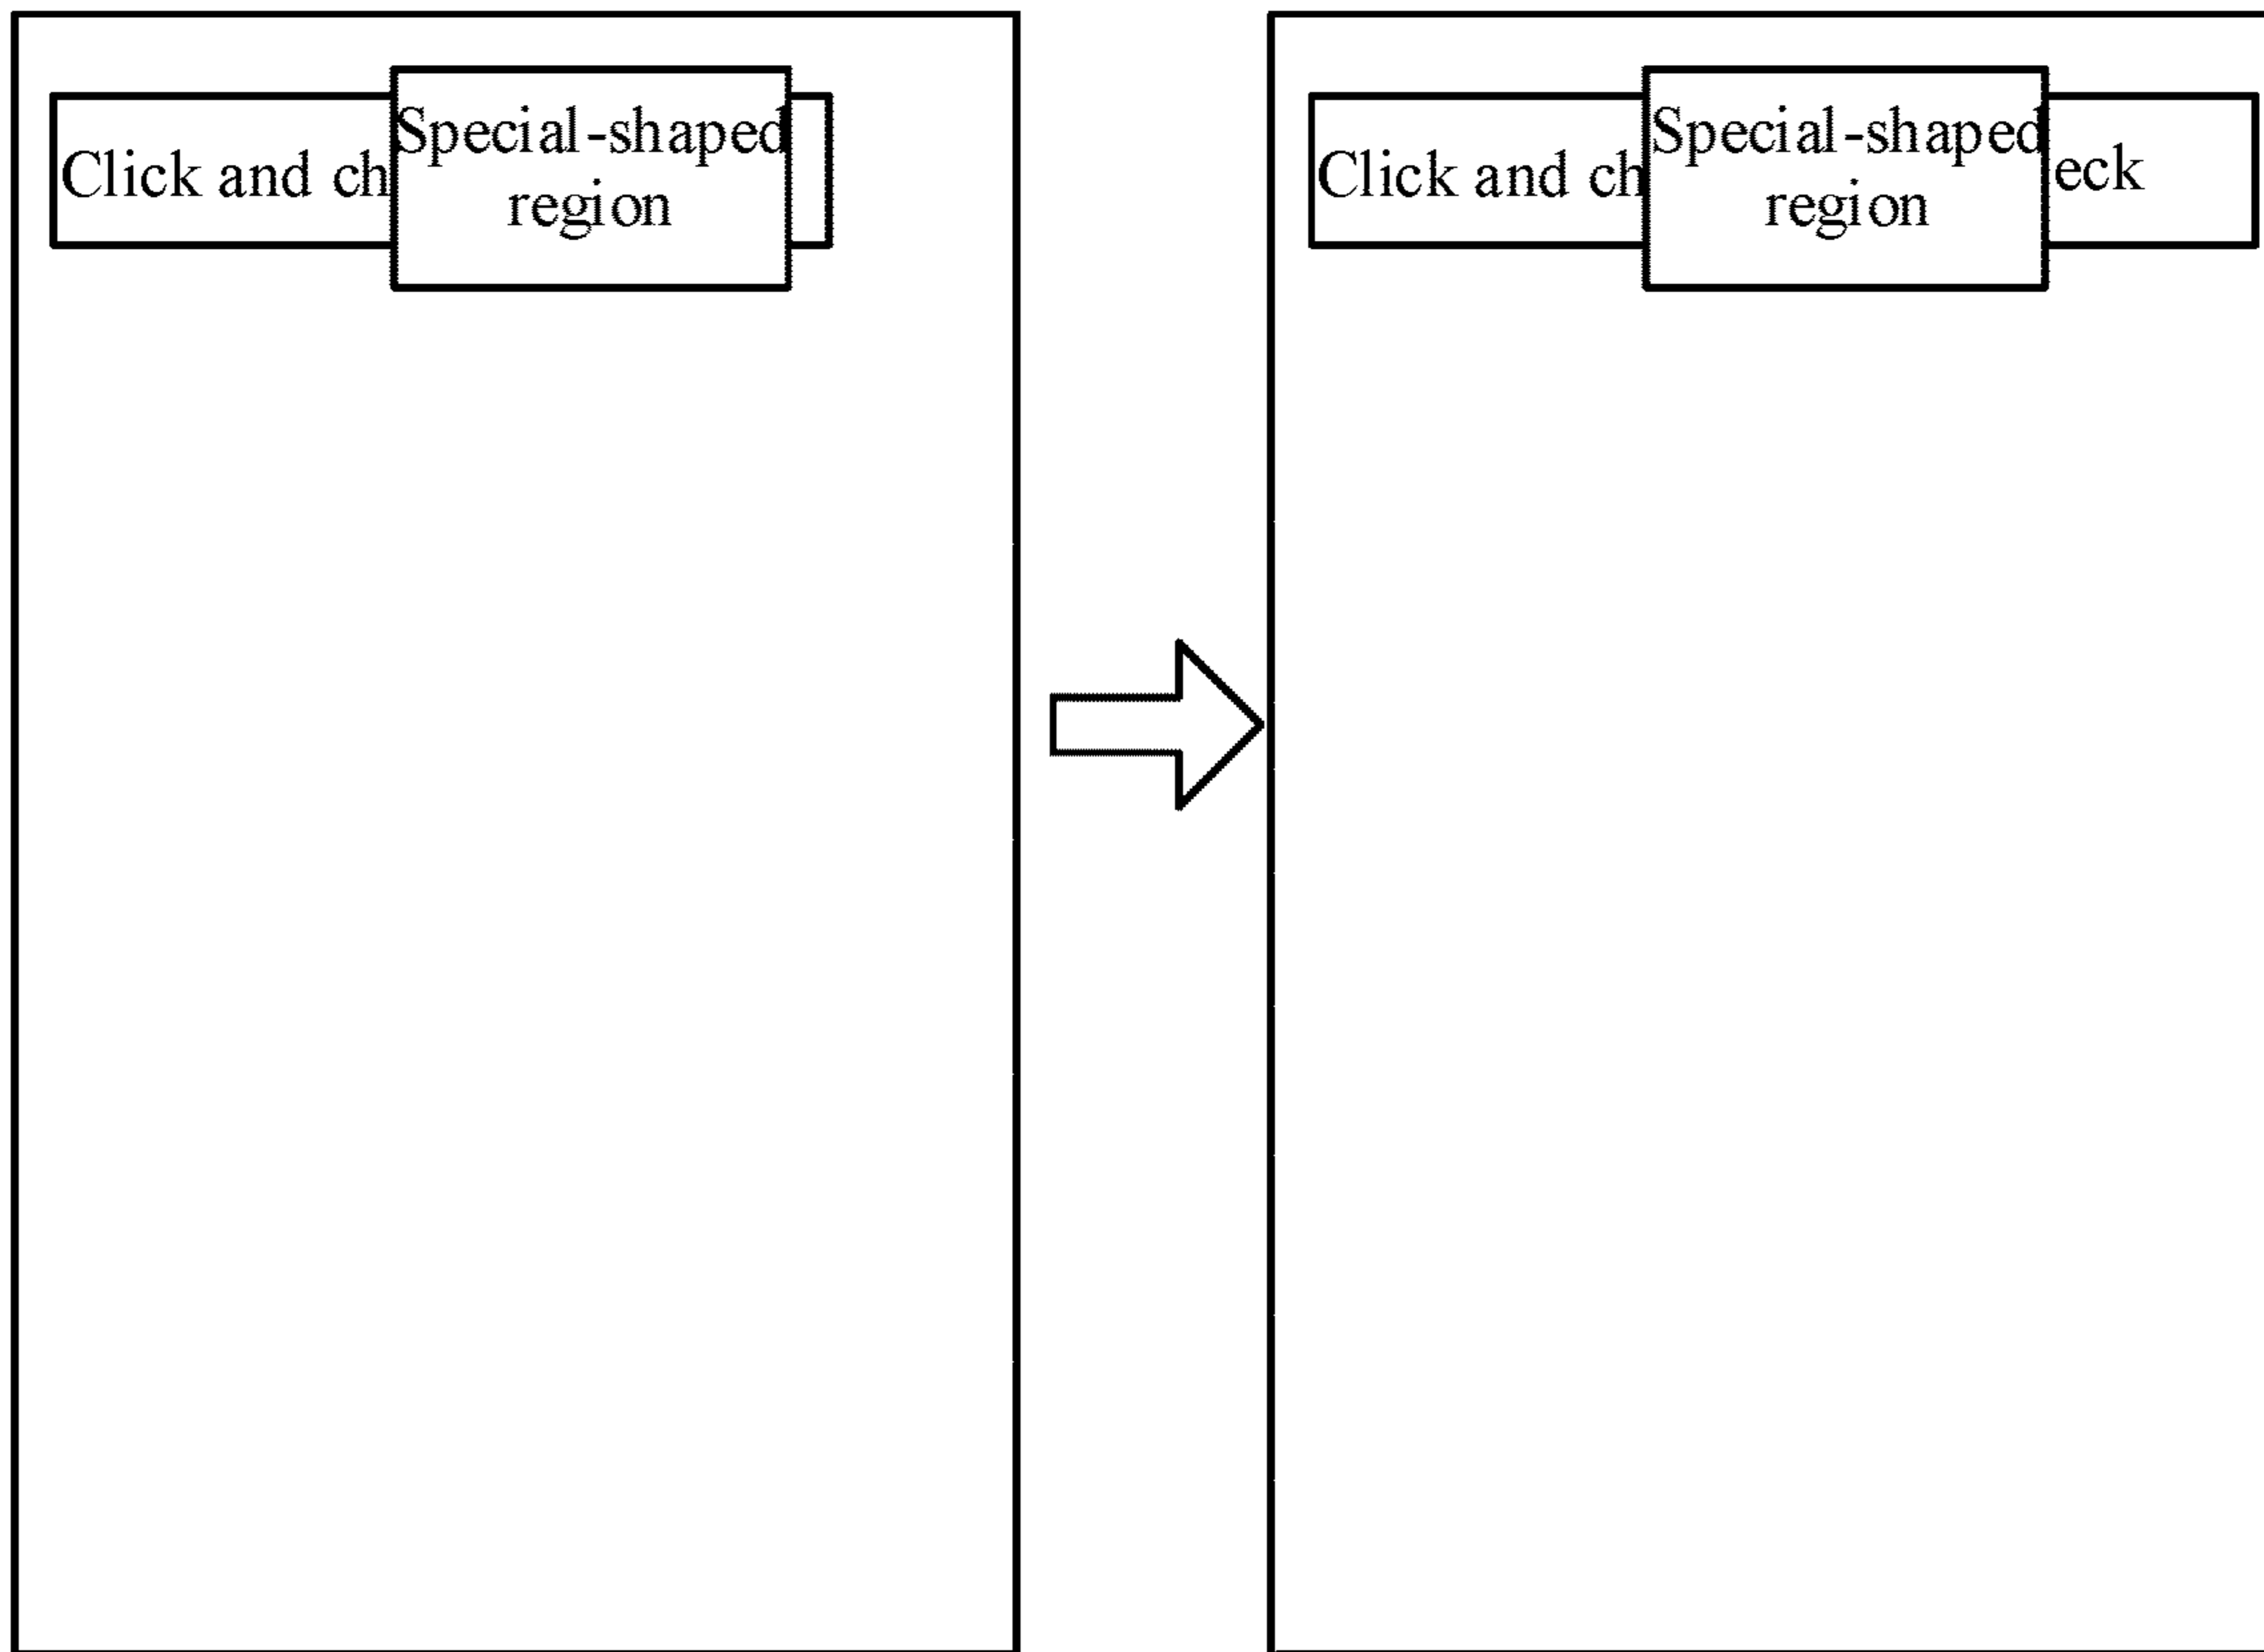 Special-shaped
Click and ch
region
Special-shaped
Click and ch
eck
region